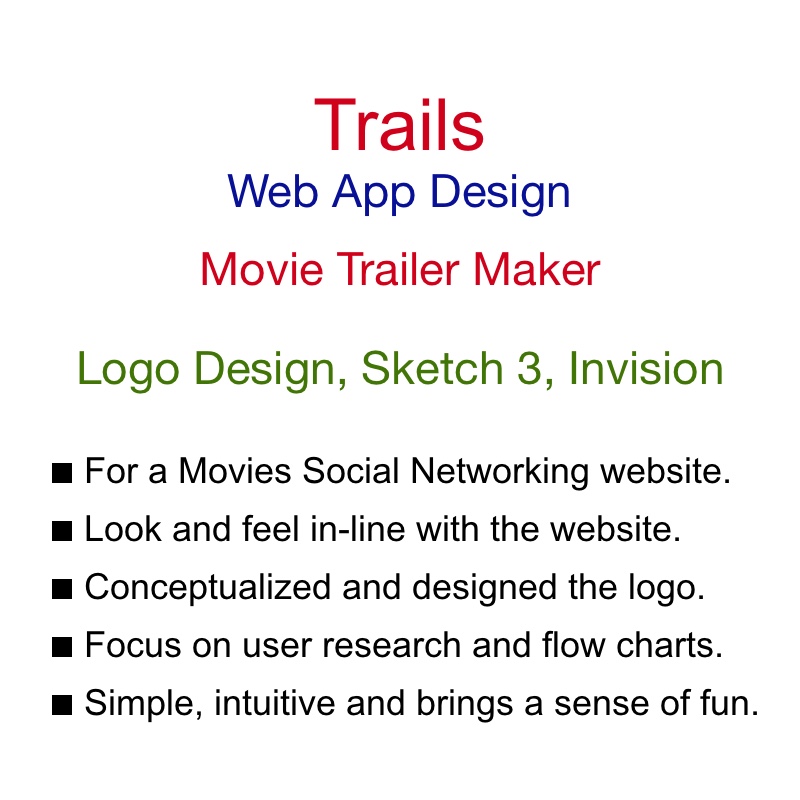 Trails
Web App Design
Movie Trailer Maker
Logo Design, Sketch 3, Invision
■ For a Movies Social Networking website.
■ Look and feel in-line with the website.
■ Conceptualized and designed the logo.
■ Focus on user research and flow charts.
■ Simple, intuitive and brings a sense of fun.